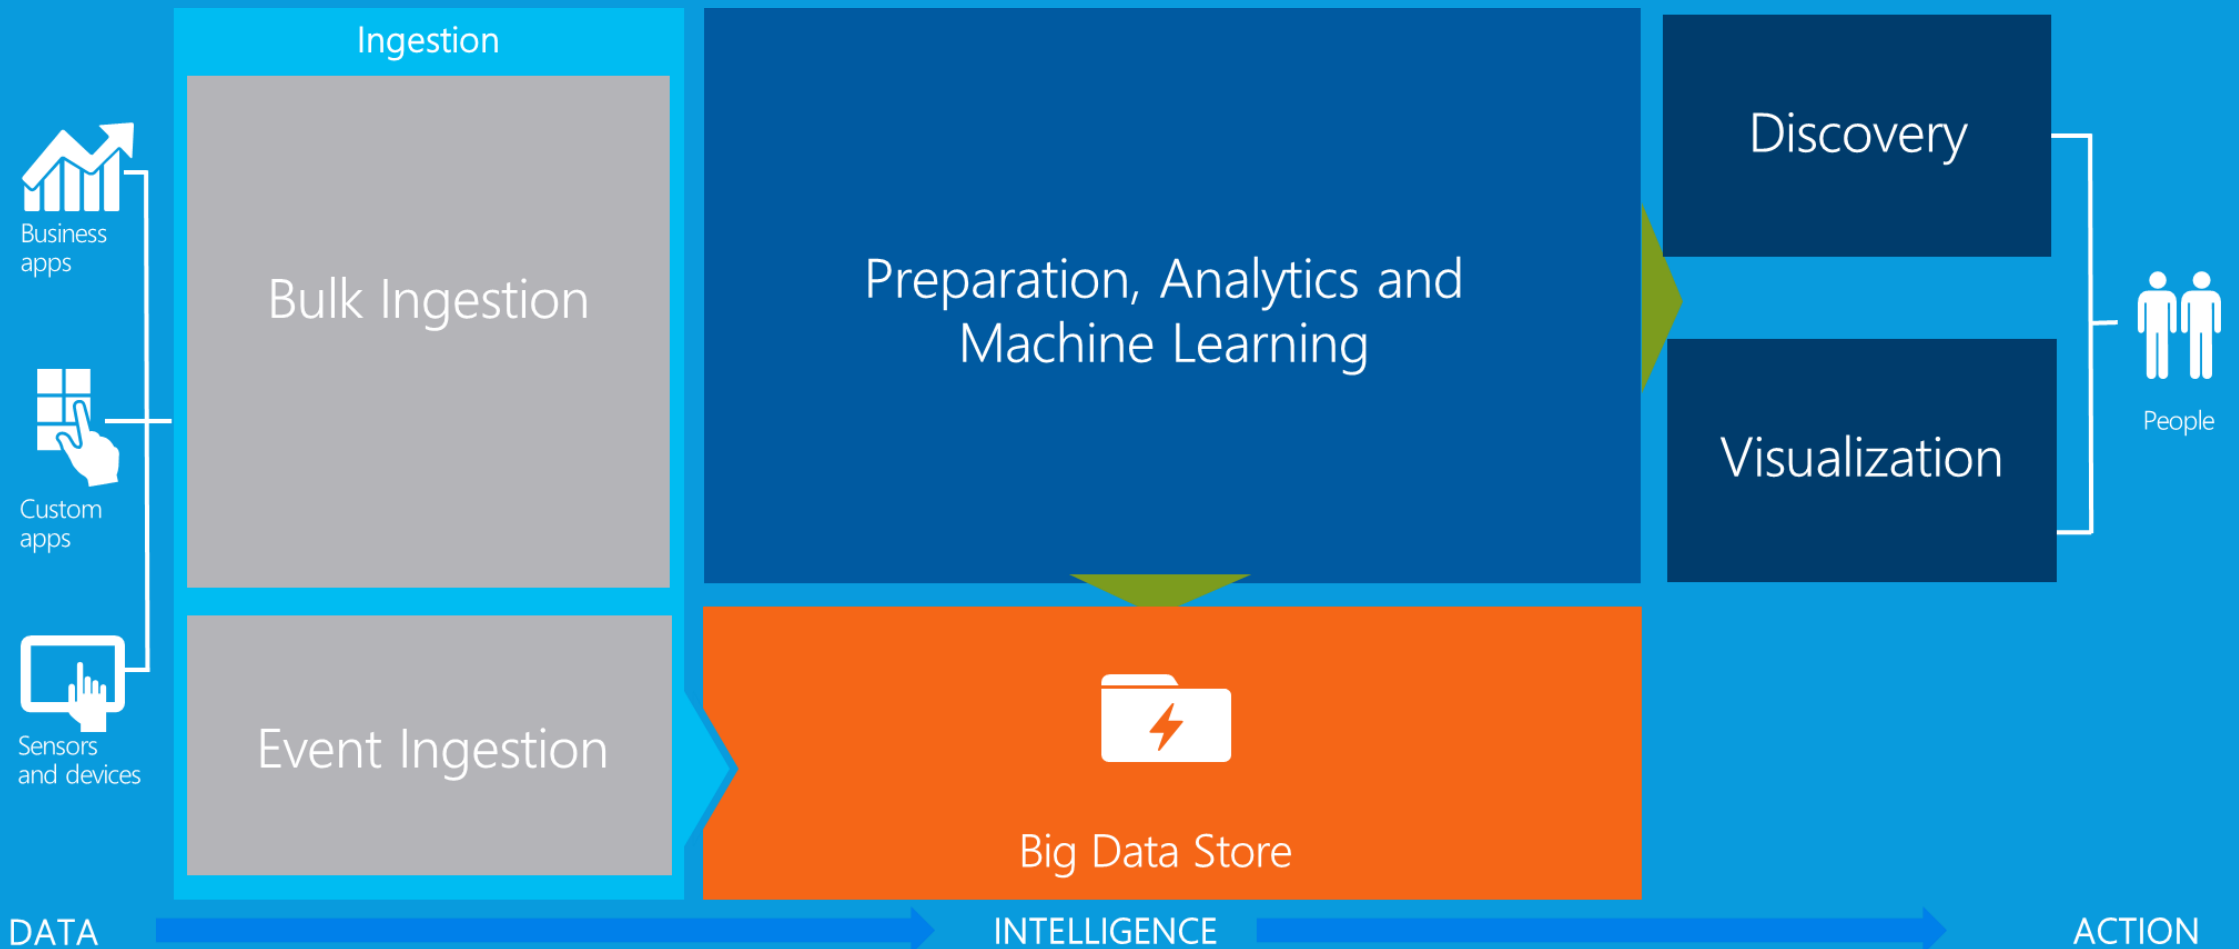 Ingestion
Business
apps
Custom
apps
Sensors
and devices
Bulk Ingestion
Event Ingestion
Preparation, Analytics and
Machine Learning
Big Data Store
Discovery
Visualization
People
DATA
INTELLIGENCE
ACTION